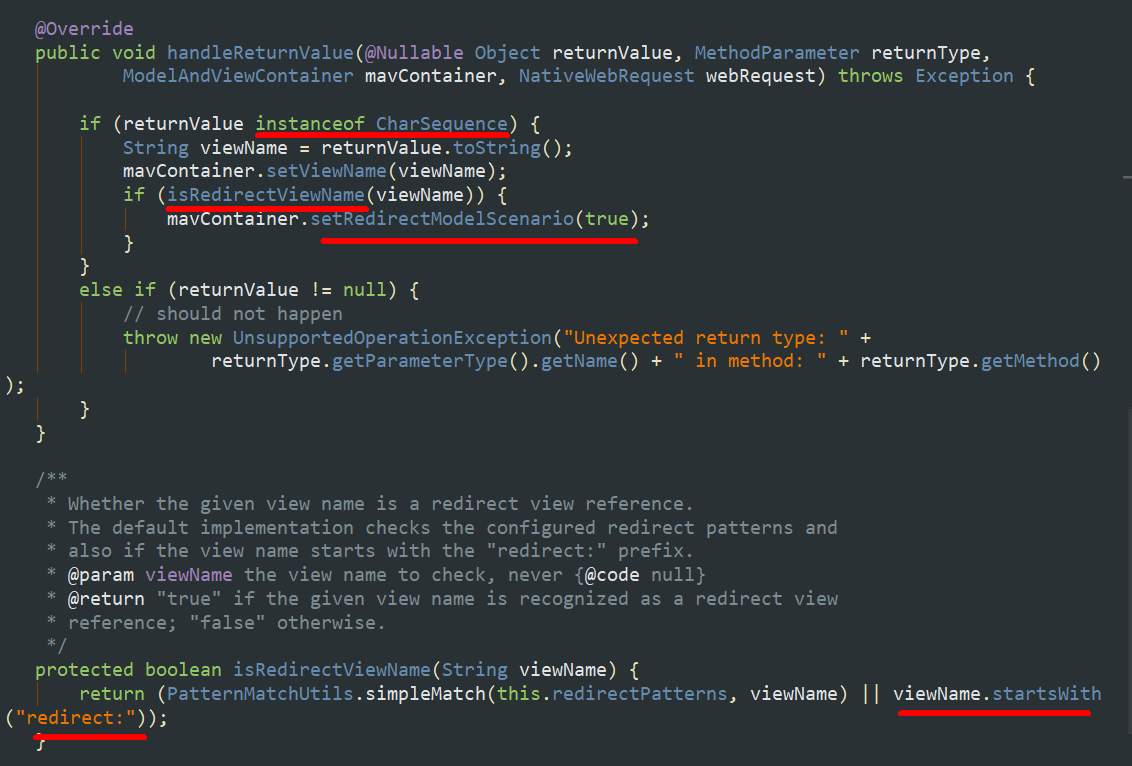 @Override
public void handleReturnValue(@Nullable Object returnValue, MethodParameter returnType,
ModelAndViewContainer mavContainer, NativeWebRequest webRequest) throws Exception {
if (returnValue instanceof CharSequence) {
String viewName = returnValue.toString();
mavContainer.setViewName(viewName);
if (isRedirectViewName(viewName)) {
mavContainer.setRedirectModelScenario(true);
}
}
else if (returnValue != null) {
// should not happen
throw new UnsupportedOperationException("Unexpected return type: " +
returnType.getParameterType().getName() + " in method: " + returnType.getMethod()
);
}
}
/**
* Whether the given view name is a redirect view reference.
* The default implementation checks the configured redirect patterns and
* also if the view name starts with the "redirect:" prefix.
* @param viewName the view name to check, never {@code null}
* @return "true" if the given view name is recognized as a redirect view
* reference; "false" otherwise.
*/
protected boolean isRedirectViewName(String viewName) {
return (PatternMatchUtils.simpleMatch(this.redirectPatterns, viewName) || viewName.startsWith
("redirect:"));
}